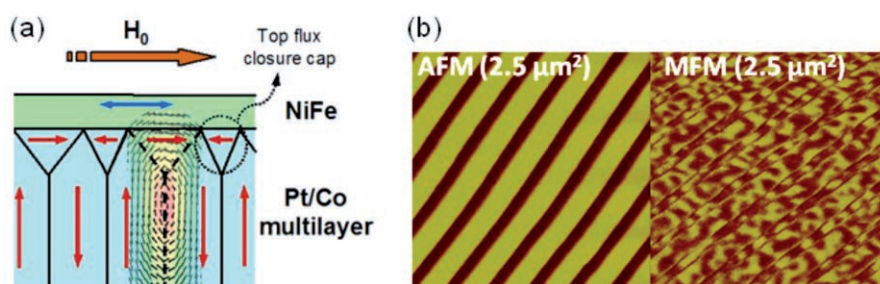 (a)
H₀
Top flux
closure cap
NiFe
Pt/Co
multilayer
(b)
AFM (2.5 μm²)
MFM (2.5 μm²)